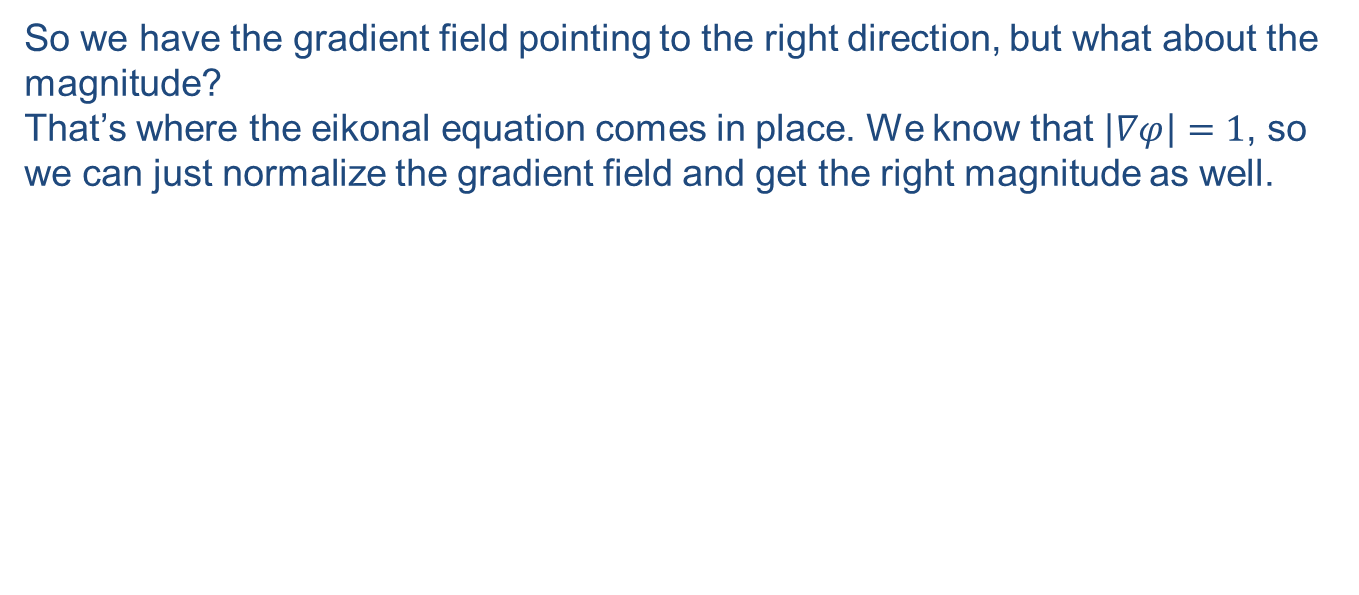 So we have the gradient field pointing to the right direction, but what about the
magnitude?
That’s where the eikonal equation comes in place. We know that |∇φ| = 1, so
we can just normalize the gradient field and get the right magnitude as well.